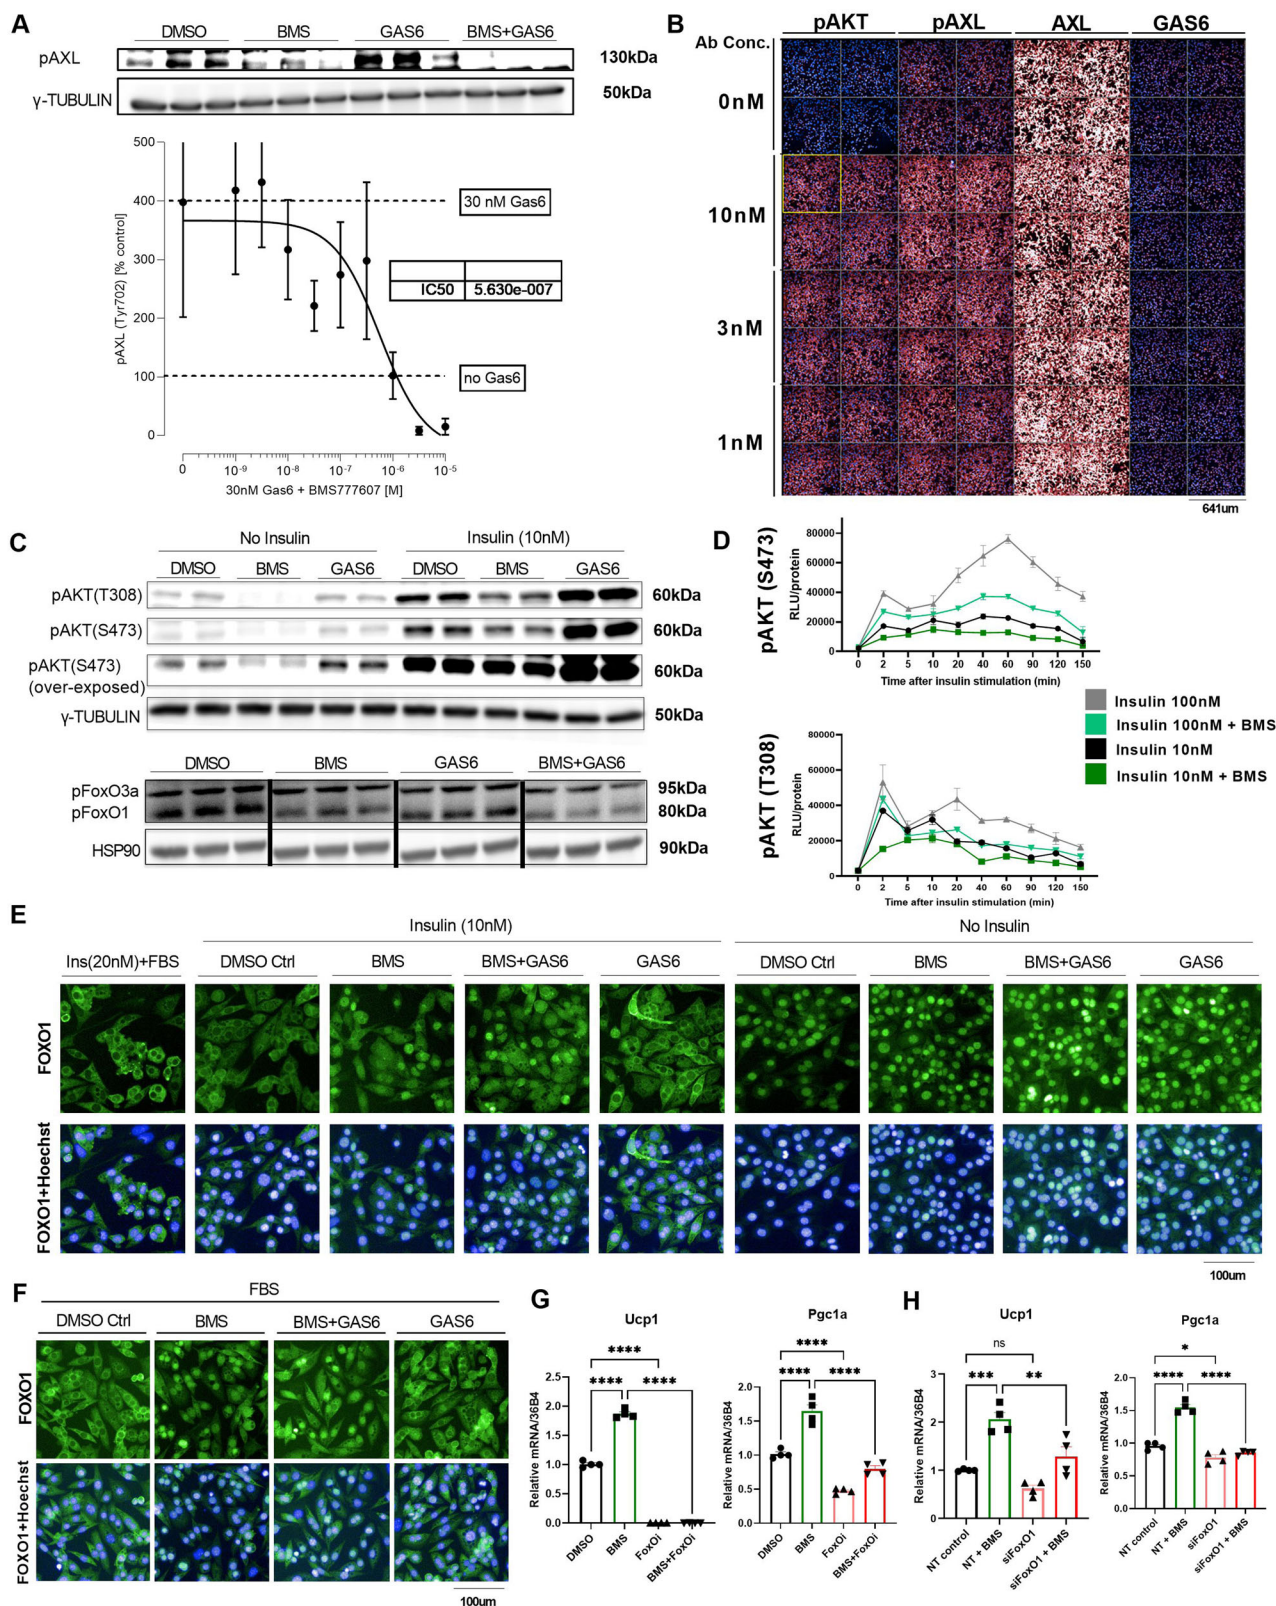 A
DMSO BMS GAS6 BMS+GAS6
pAXL 130kDa
γ-TUBULIN 50kDa
pAXL (Tyr702) [% control]
500
400
300
200
100
0
30 nM Gas6
IC50 5.630e-007
no Gas6
0 10-9 10-8 10-7 10-6 10-5
30nM Gas6 + BMS777607 [M]
B
pAKT pAXL AXL GAS6
Ab Conc.
0nM
10nM
3nM
1nM
641um
C
No Insulin Insulin (10nM)
DMSO BMS GAS6 DMSO BMS GAS6
pAKT(T308) 60kDa
pAKT(S473) 60kDa
pAKT(S473) 60kDa
(over-exposed)
γ-TUBULIN 50kDa
DMSO BMS GAS6 BMS+GAS6
pFoxO3a 95kDa
pFoxO1 80kDa
HSP90 90kDa
D
pAKT (S473)
RLU/protein
80000
60000
40000
20000
0
0 2 5 10 20 40 60 90 120 150
Time after insulin stimulation (min)
Insulin 100nM
Insulin 100nM + BMS
Insulin 10nM
Insulin 10nM + BMS
pAKT (T308)
RLU/protein
80000
60000
40000
20000
0
0 2 5 10 20 40 60 90 120 150
Time after insulin stimulation (min)
E
Insulin (10nM) No Insulin
Ins(20nM)+FBS DMSO Ctrl BMS BMS+GAS6 GAS6 DMSO Ctrl BMS BMS+GAS6 GAS6
FOXO1
FOXO1+Hoechst
100um
F
FBS
DMSO Ctrl BMS BMS+GAS6 GAS6
FOXO1
FOXO1+Hoechst
100um
G
Ucp1
****
**** ****
Relative mRNA/36B4
2.5
2.0
1.5
1.0
0.5
0.0
DMSO BMS FoxOi BMS+FoxOi
Pgc1a
****
**** ****
Relative mRNA/36B4
2.0
1.5
1.0
0.5
0.0
DMSO BMS FoxOi BMS+FoxOi
H
Ucp1
ns
*** **
Relative mRNA/36B4
3
2
1
0
NT control NT + BMS siFoxO1 siFoxO1 + BMS
Pgc1a
*
**** ****
Relative mRNA/36B4
2.0
1.5
1.0
0.5
0.0
NT control NT + BMS siFoxO1 siFoxO1 + BMS